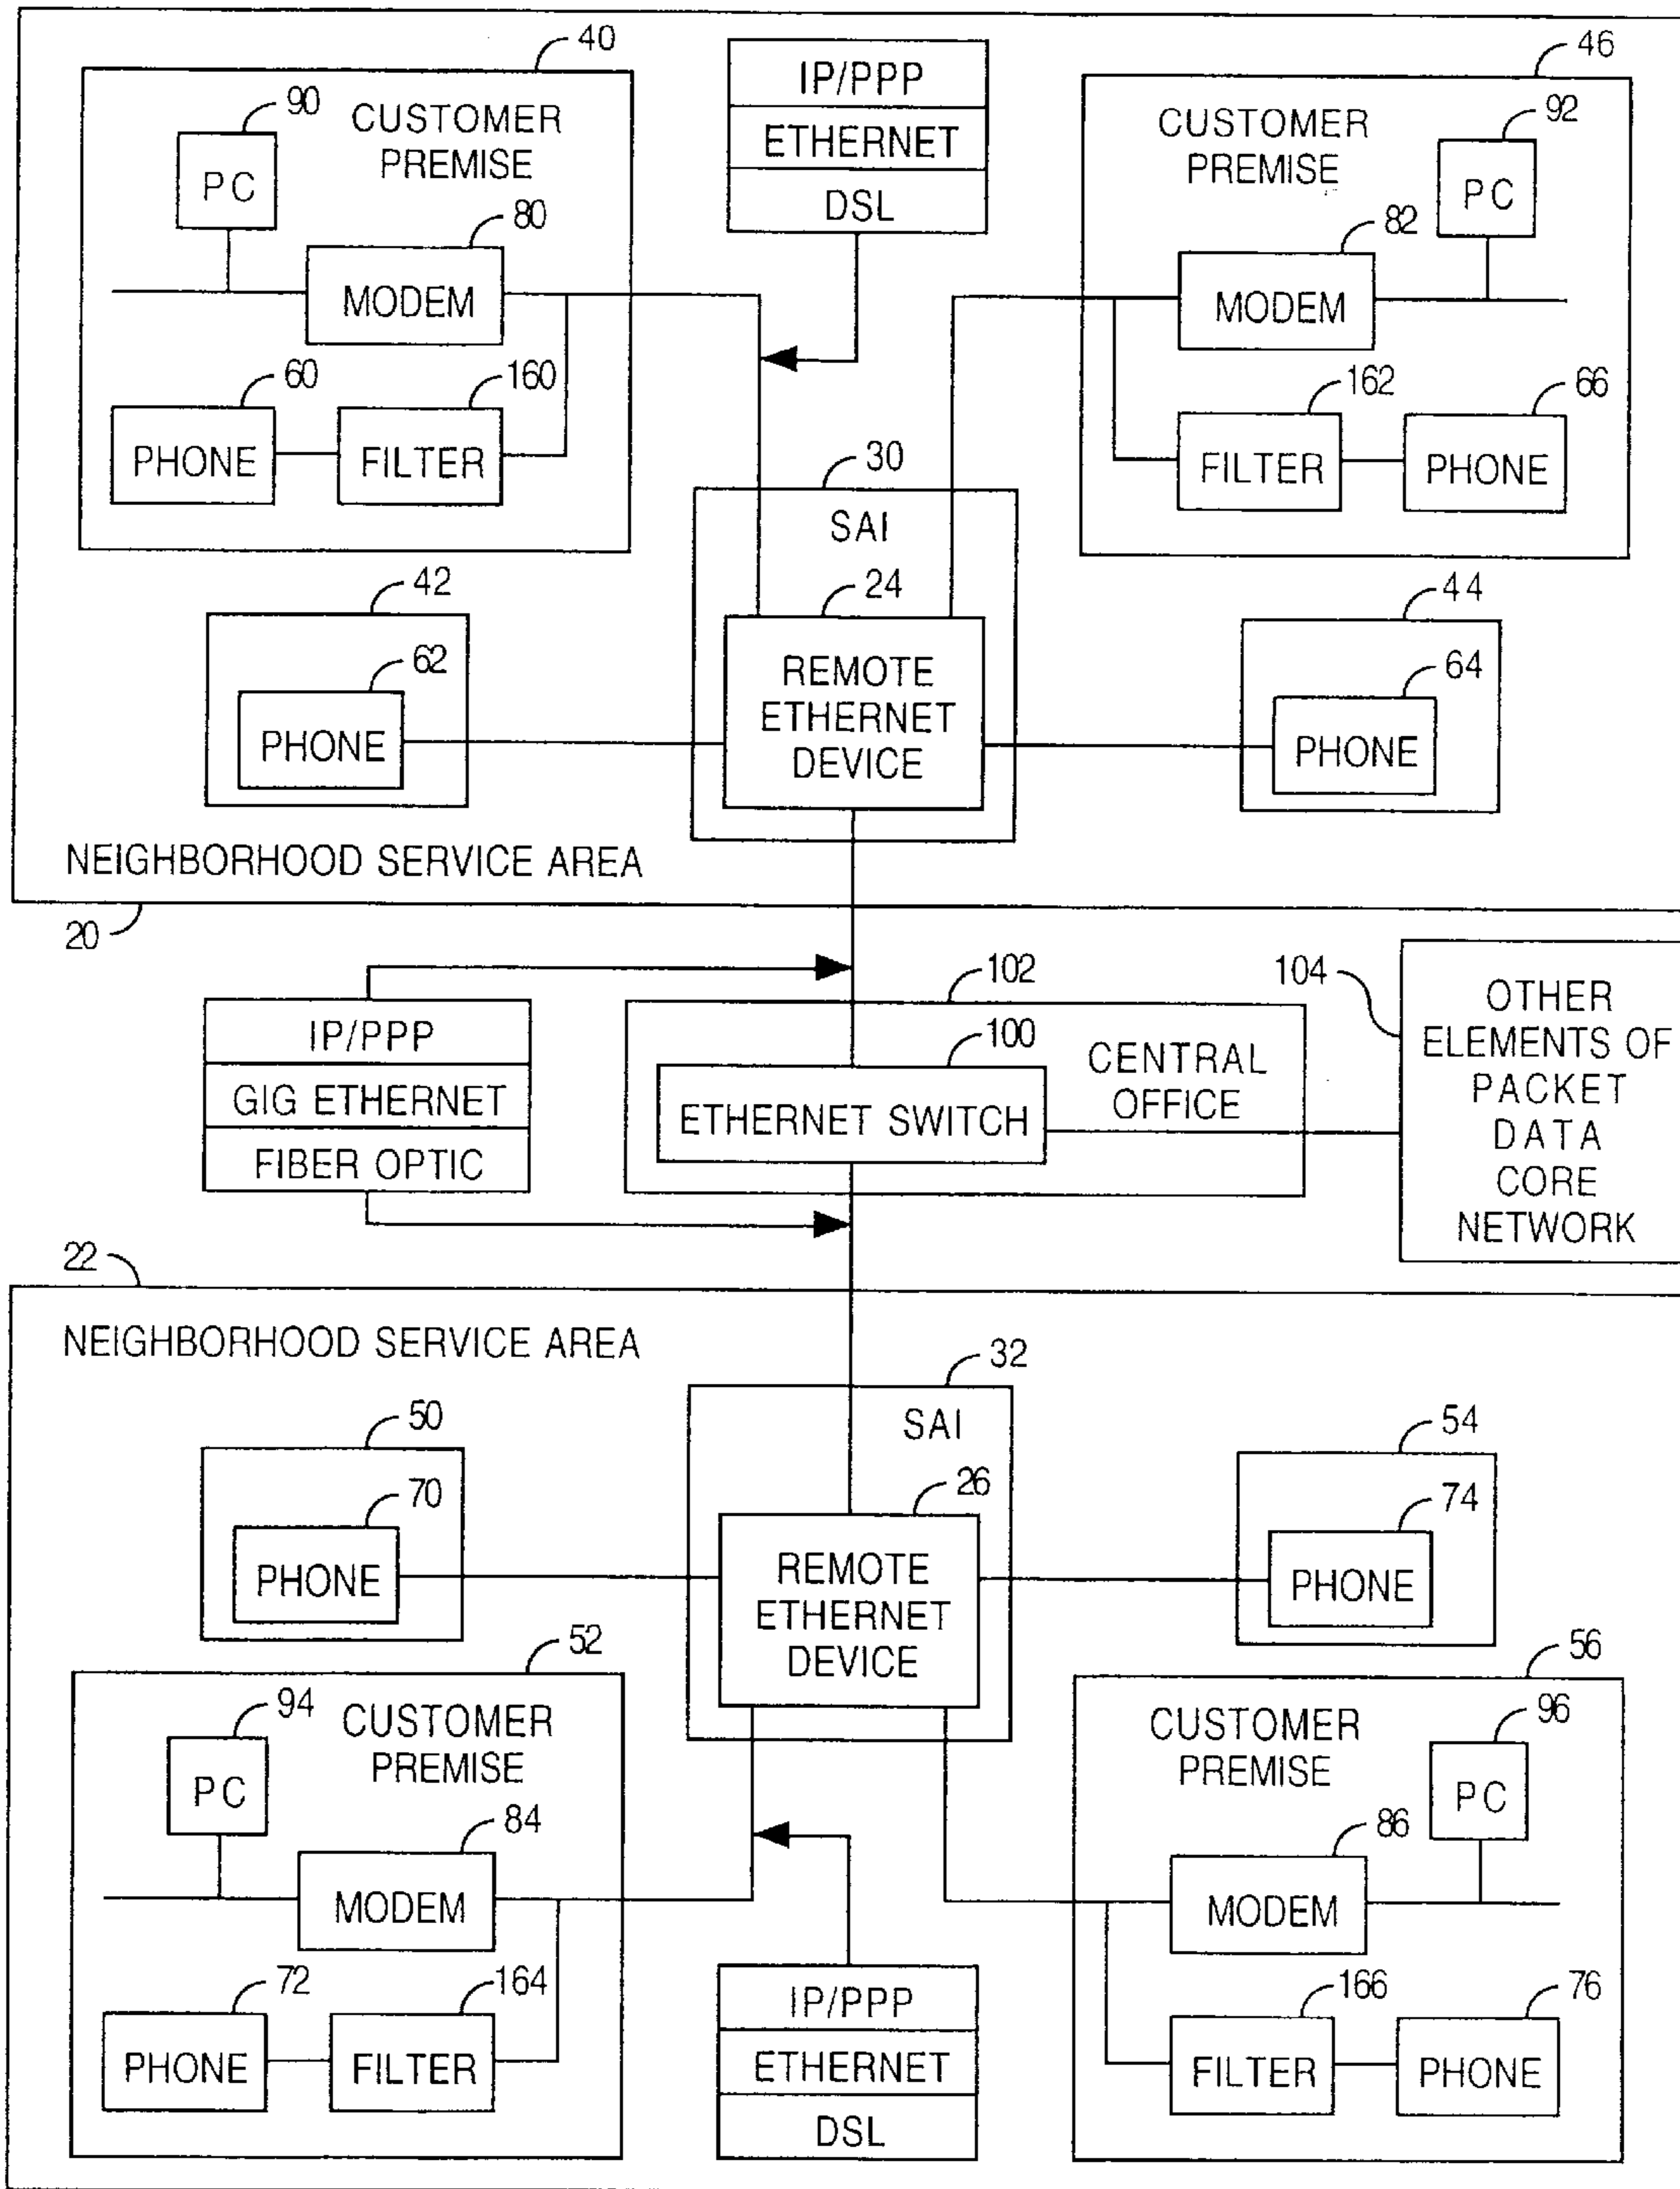 40
46
IP/PPP
ETHERNET
DSL
90
CUSTOMER
PREMISE
PC
80
MODEM
60
160
PHONE
FILTER
CUSTOMER
PREMISE
92
PC
82
MODEM
162
66
FILTER
PHONE
30
SAI
24
REMOTE
ETHERNET
DEVICE
42
62
PHONE
44
64
PHONE
NEIGHBORHOOD SERVICE AREA
20
IP/PPP
GIG ETHERNET
FIBER OPTIC
102
100
ETHERNET SWITCH
CENTRAL
OFFICE
104
OTHER
ELEMENTS OF
PACKET
DATA
CORE
NETWORK
22
NEIGHBORHOOD SERVICE AREA
32
SAI
26
REMOTE
ETHERNET
DEVICE
50
70
PHONE
54
74
PHONE
52
94
CUSTOMER
PREMISE
PC
84
MODEM
72
164
PHONE
FILTER
IP/PPP
ETHERNET
DSL
56
CUSTOMER
PREMISE
96
PC
86
MODEM
166
76
FILTER
PHONE